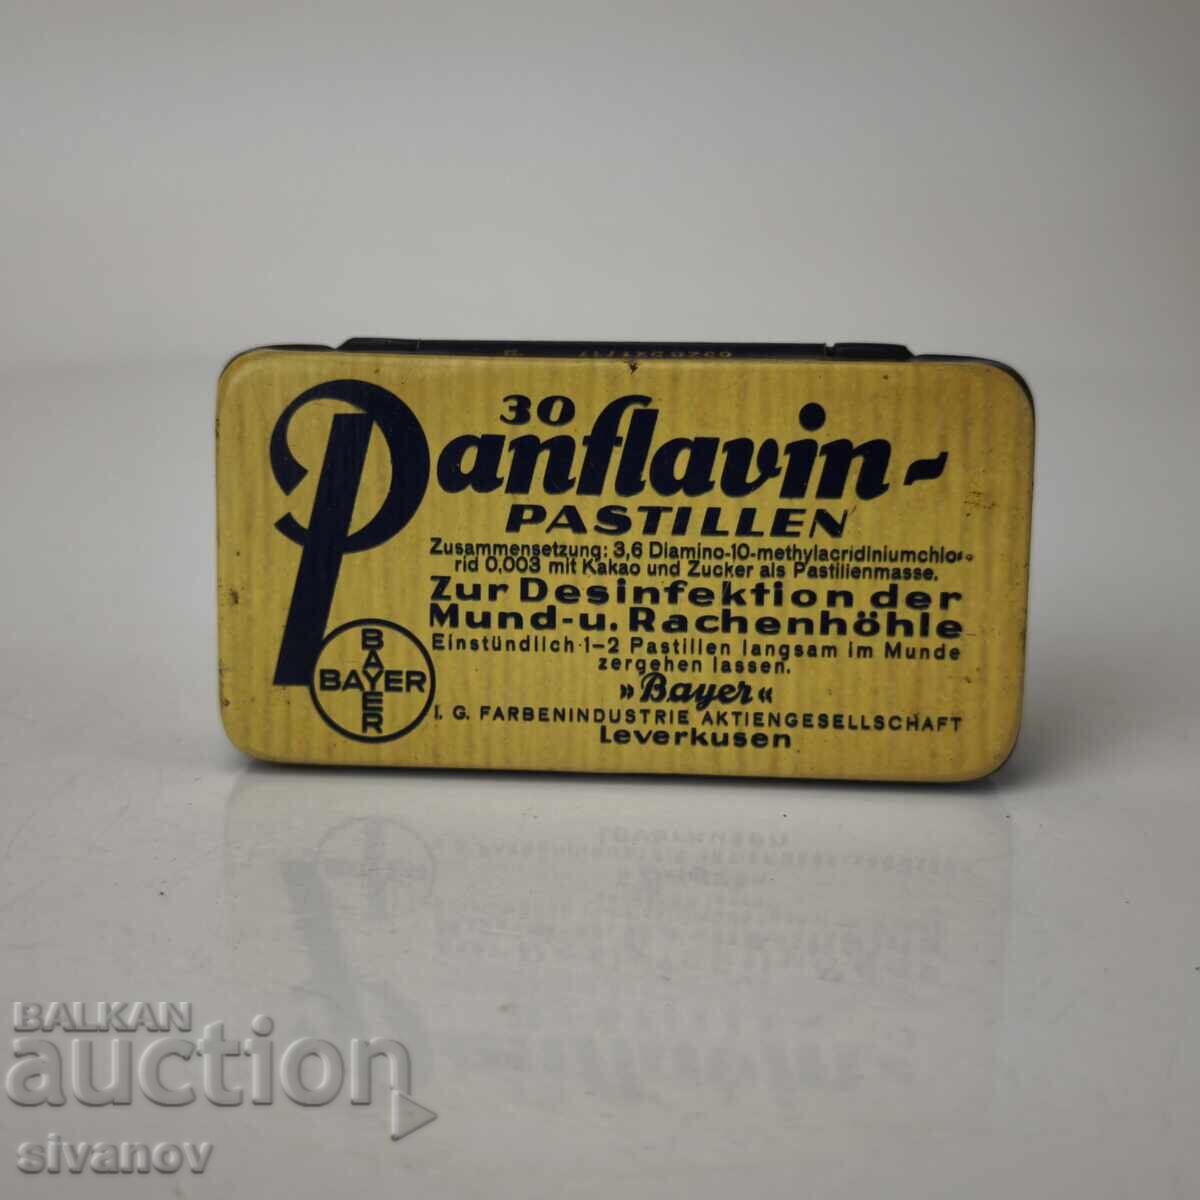 30
Panflavin-
PASTILLEN
Zusammensetzung: 3,6 Diamino-10-methylacridiniumchlo-
rid 0,003 mit Kakao und Zucker als Pastillenmasse.
Zur Desinfektion der
Mund- u. Rachenhöhle
Einstündlich 1-2 Pastillen langsam im Munde
zergehen lassen.
»Bayer«
I. G. FARBENINDUSTRIE AKTIENGESELLSCHAFT
Leverkusen
BAYER
BAYER
BALKAN
auction
sivanov